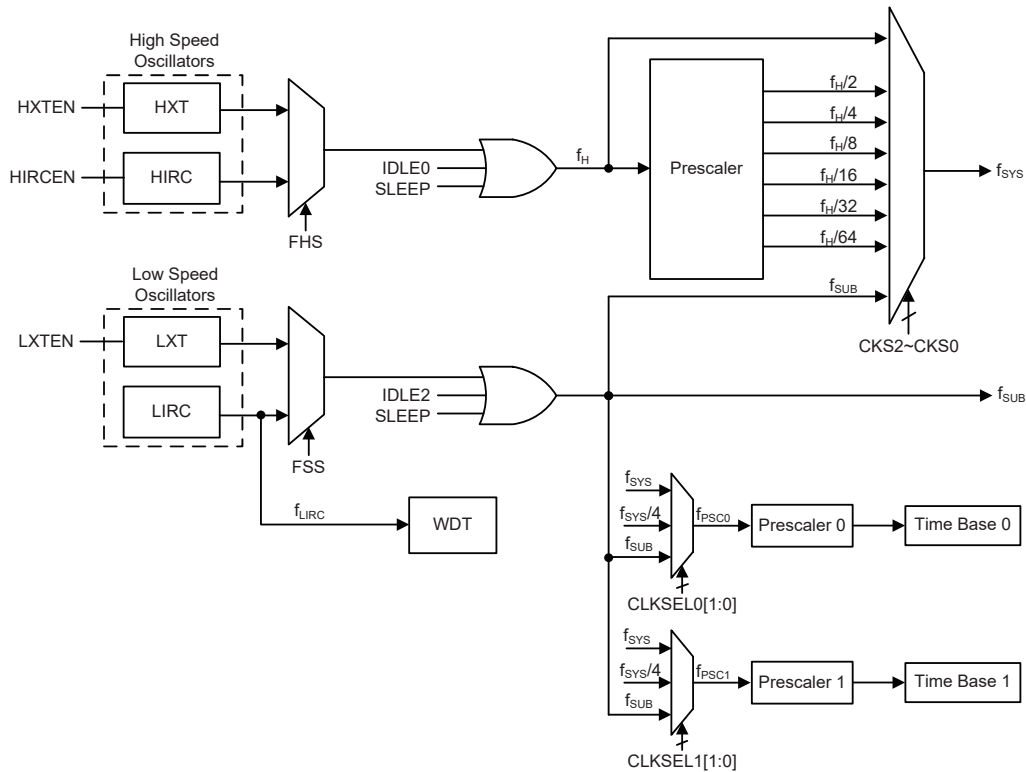 High Speed
Oscillators
HXTEN
HXT
HIRCEN
HIRC
FHS
IDLE0
SLEEP
fH
Prescaler
fH/2
fH/4
fH/8
fH/16
fH/32
fH/64
fSUB
CKS2~CKS0
fSYS
Low Speed
Oscillators
LXTEN
LXT
LIRC
FSS
IDLE2
SLEEP
fSUB
fLIRC
WDT
fSYS
fSYS/4
fSUB
fPSC0
Prescaler 0
Time Base 0
CLKSEL0[1:0]
fSYS
fSYS/4
fSUB
fPSC1
Prescaler 1
Time Base 1
CLKSEL1[1:0]